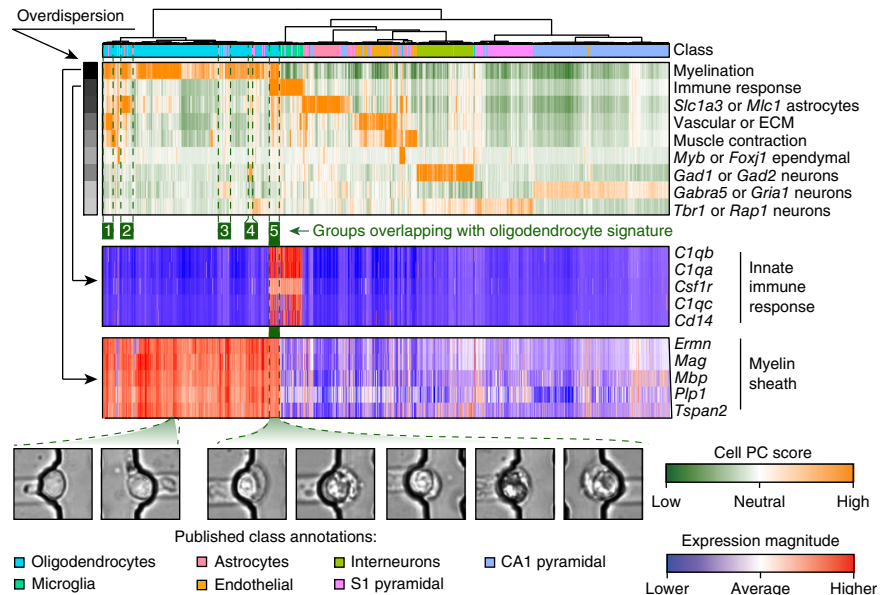 Overdispersion
Class
Myelination
Immune response
Slc1a3 or Mlc1 astrocytes
Vascular or ECM
Muscle contraction
Myb or Foxj1 ependymal
Gad1 or Gad2 neurons
Gabra5 or Gria1 neurons
Tbr1 or Rap1 neurons
1 2 3 4 5 Groups overlapping with oligodendrocyte signature
C1qb
C1qa
Csf1r
C1qc
Cd14
Innate
immune
response
Ermn
Mag
Mbp
Plp1
Tspan2
Myelin
sheath
Cell PC score
Low Neutral High
Published class annotations:
Oligodendrocytes Astrocytes Interneurons CA1 pyramidal
Microglia Endothelial S1 pyramidal
Expression magnitude
Lower Average Higher